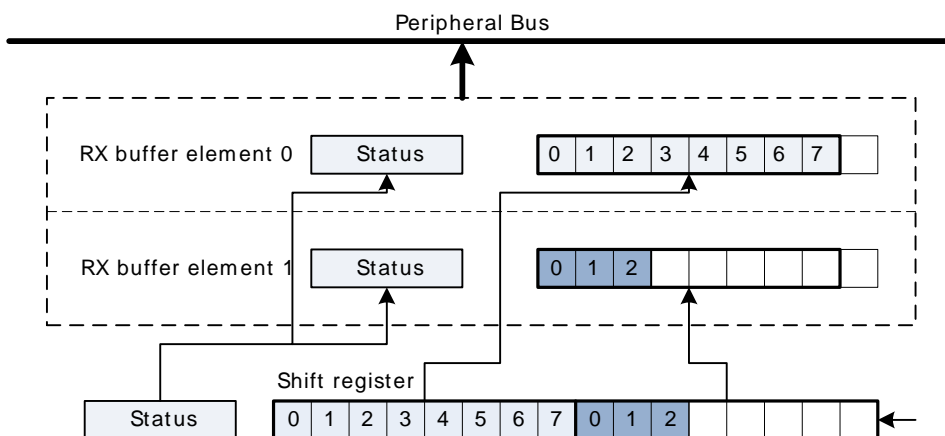 Peripheral Bus
RX buffer element 0 Status 0 1 2 3 4 5 6 7
RX buffer element 1 Status 0 1 2
Shift register
Status 0 1 2 3 4 5 6 7 0 1 2